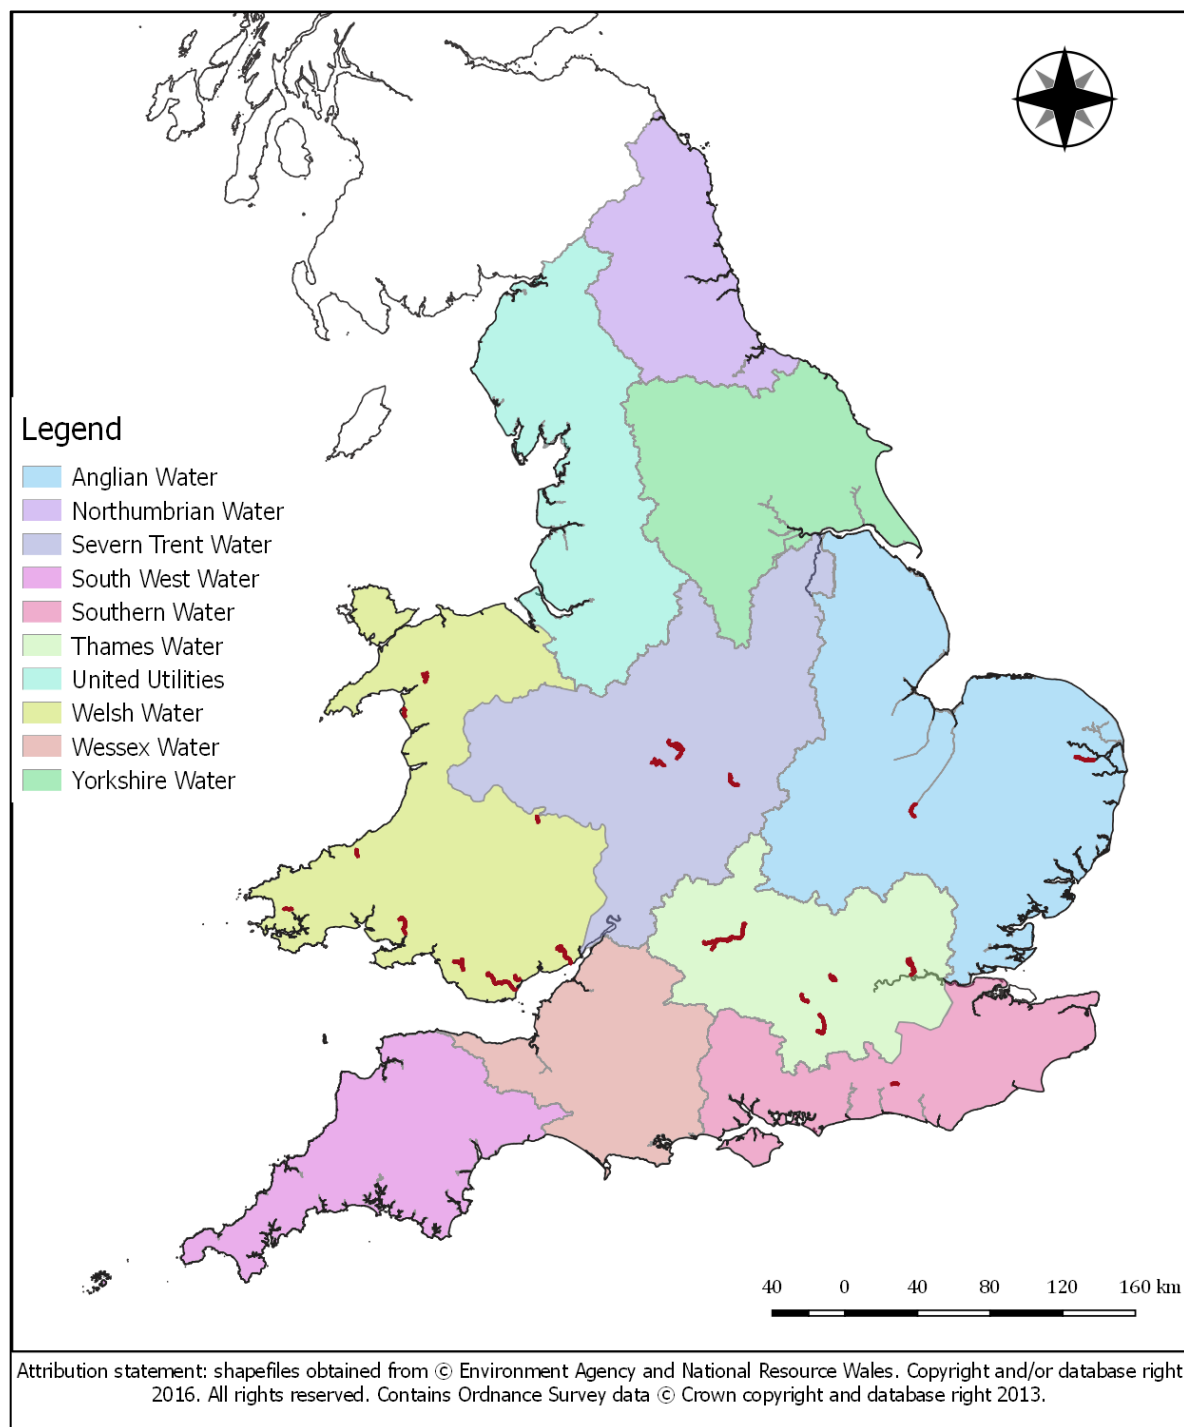 Legend
Anglian Water
Northumbrian Water
Severn Trent Water
South West Water
Southern Water
Thames Water
United Utilities
Welsh Water
Wessex Water
Yorkshire Water
40 0 40 80 120 160 km
Attribution statement: shapefiles obtained from © Environment Agency and National Resource Wales. Copyright and/or database right
2016. All rights reserved. Contains Ordnance Survey data © Crown copyright and database right 2013.